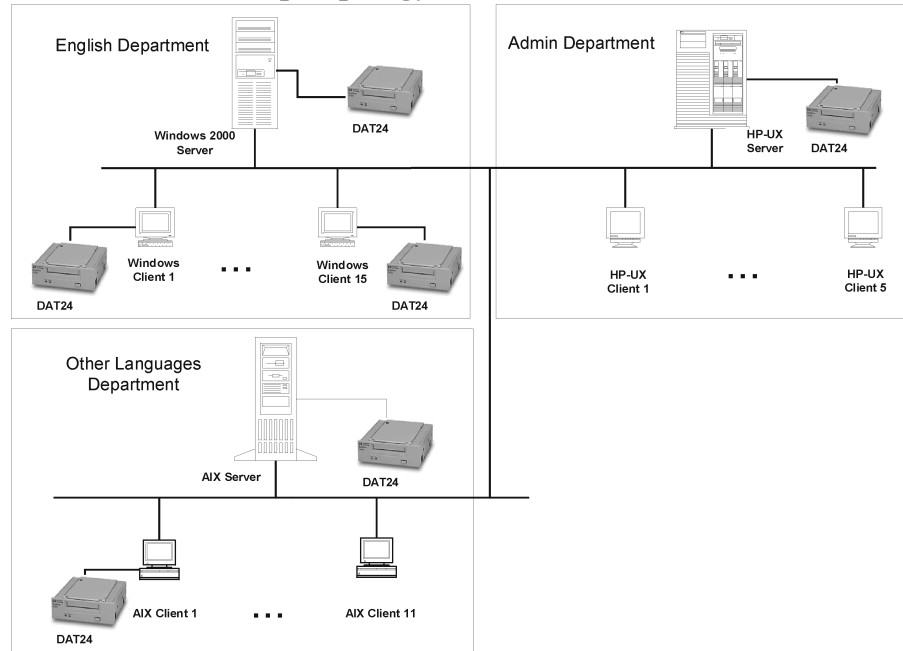 English Department
DAT24
Windows 2000
Server
DAT24
Windows
Client 1
. . .
Windows
Client 15
DAT24
Admin Department
HP-UX
Server
DAT24
HP-UX
Client 1
. . .
HP-UX
Client 5
Other Languages
Department
AIX Server
DAT24
DAT24
AIX Client 1
. . .
AIX Client 11